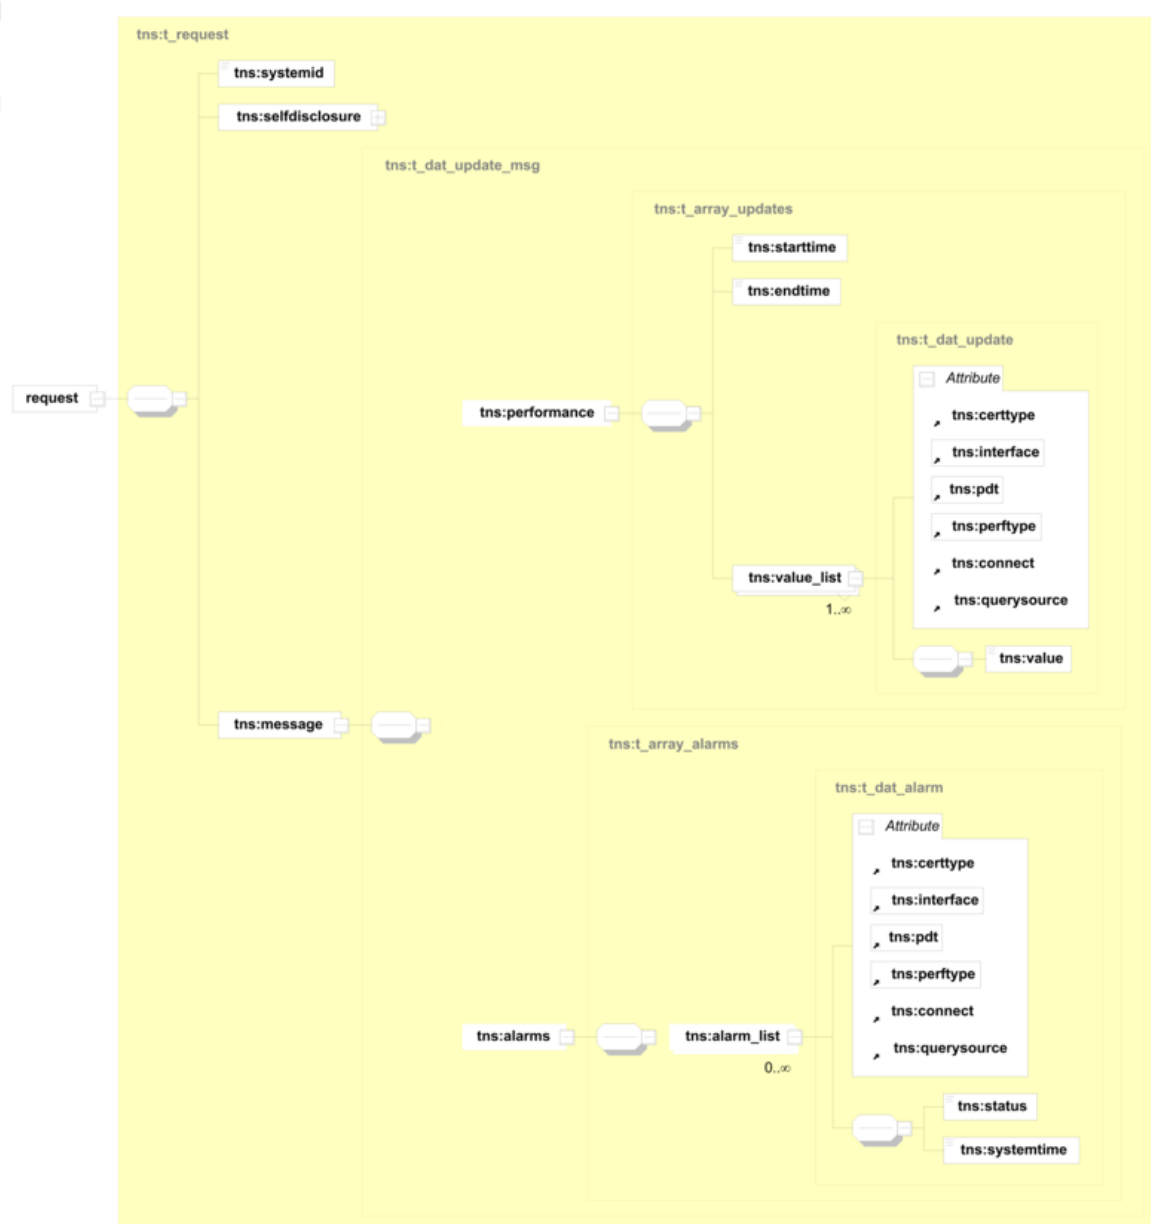 tns:t_request
tns:systemid
tns:selfdisclosure
tns:t_dat_update_msg
tns:t_array_updates
tns:starttime
tns:endtime
tns:t_dat_update
Attribute
request
tns:performance
tns:certtype
tns:interface
tns:pdt
tns:perftype
tns:connect
tns:value_list
1..∞
tns:querysource
tns:value
tns:message
tns:t_array_alarms
tns:t_dat_alarm
Attribute
tns:certtype
tns:interface
tns:pdt
tns:perftype
tns:connect
tns:alarms
tns:alarm_list
0..∞
tns:querysource
tns:status
tns:systemtime